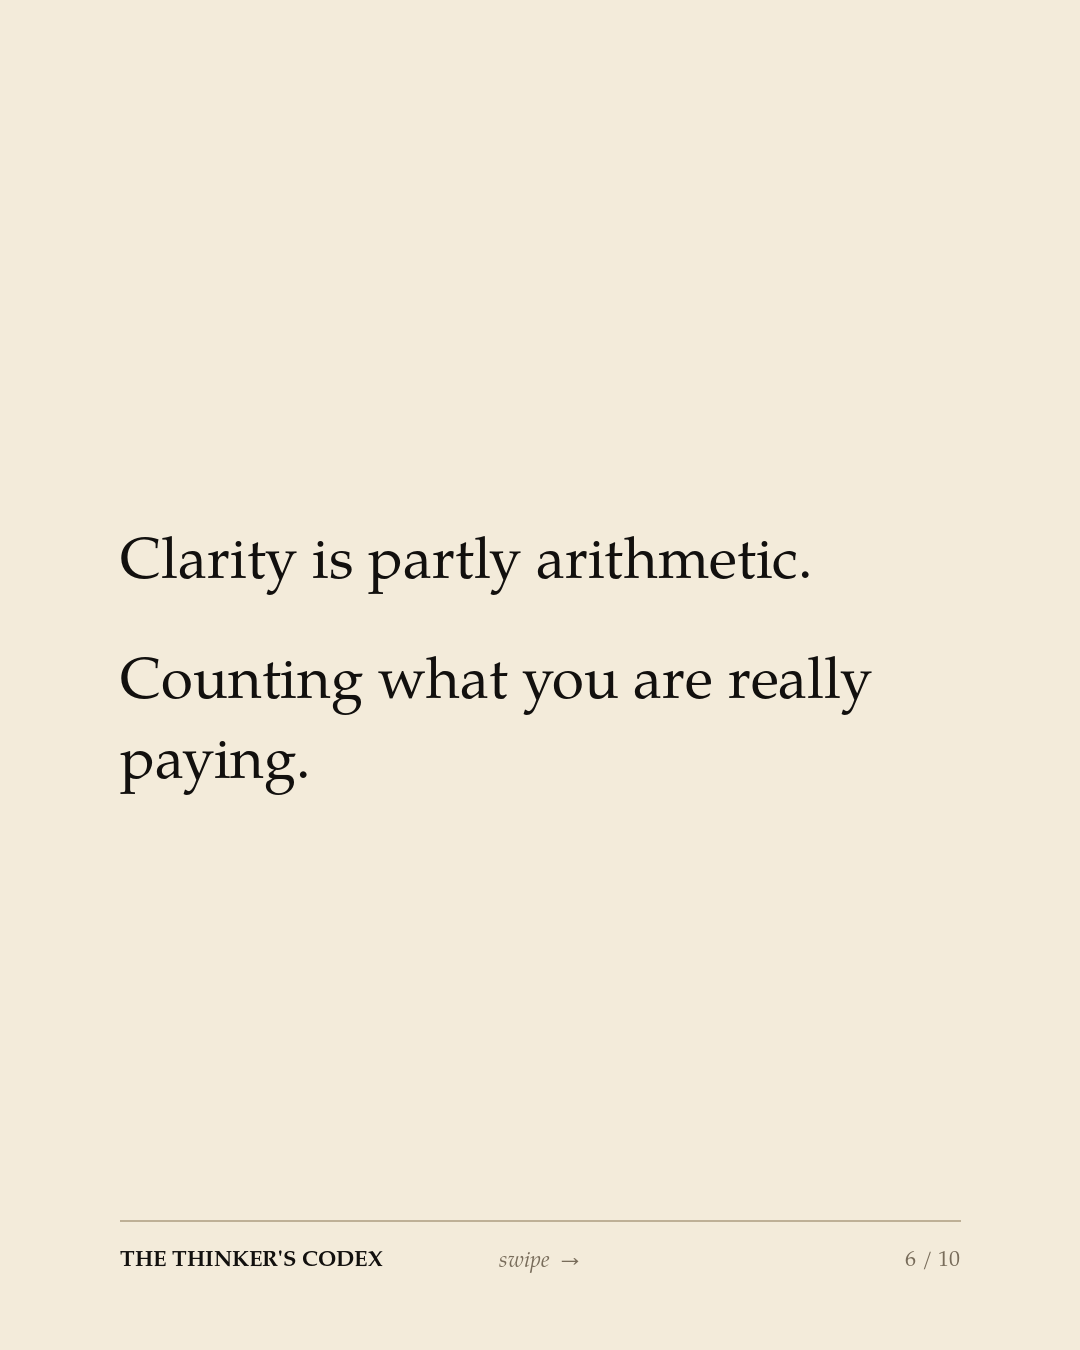 Clarity is partly arithmetic.
Counting what you are really
paying.
THE THINKER'S CODEX
swipe →
6 / 10